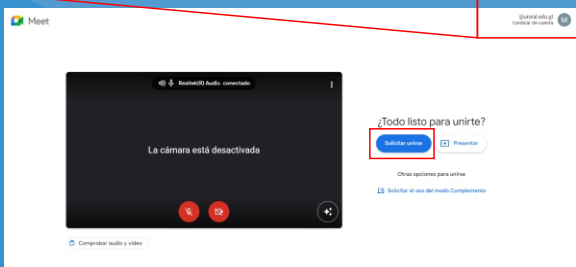 Meet
@unoral.edu.gt
Cambiar de cuenta
M
Realtek(R) Audio conectado
La cámara está desactivada
¿Todo listo para unirte?
Solicitar unirse
Presentar
Otras opciones para unirse
Solicitar el uso del modo Complemento
Comprobar audio y video